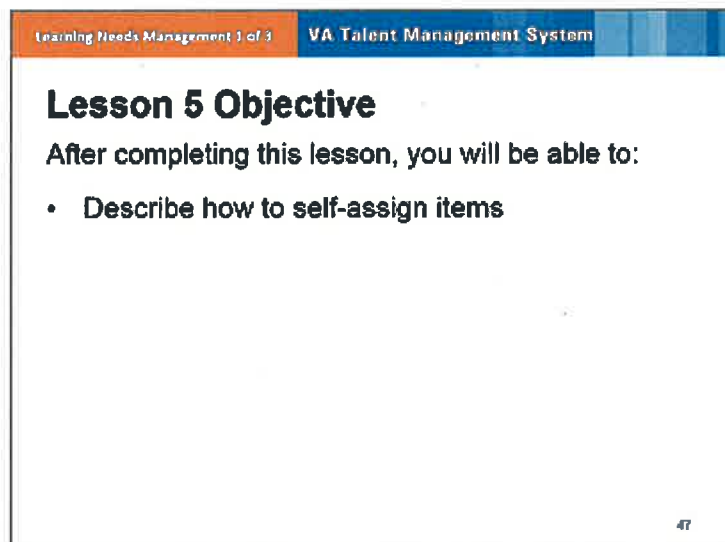 Learning Needs Management 1 of 3
VA Talent Management System
Lesson 5 Objective
After completing this lesson, you will be able to:
• Describe how to self-assign items
47